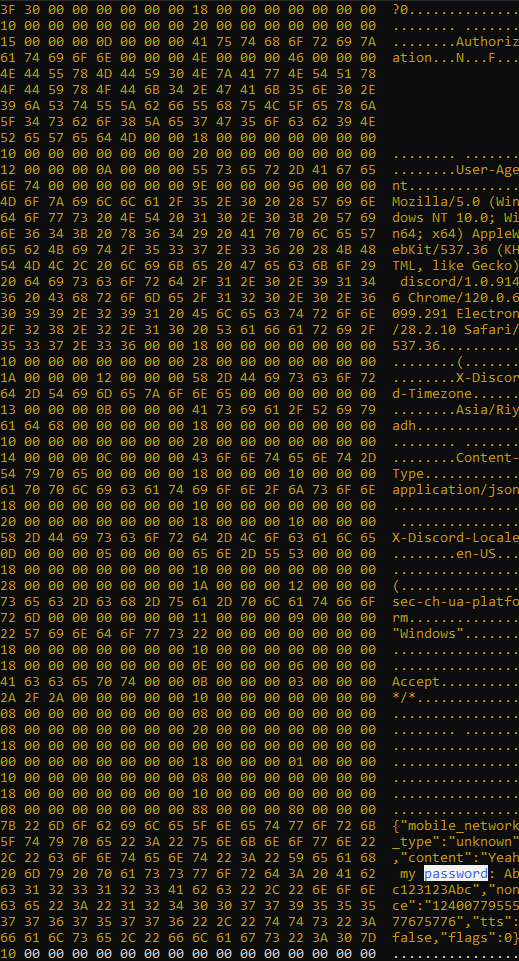 3F 30 00 00 00 00 00 00 18 00 00 00 00 00 00 00 ?0..............
10 00 00 00 00 00 00 00 20 00 00 00 00 00 00 00 ........ .......
15 00 00 00 0D 00 00 00 41 75 74 68 6F 72 69 7A ........Authoriz
61 74 69 6F 6E 00 00 00 4E 00 00 00 46 00 00 00 ation...N...F...
4E 44 55 78 4D 44 59 30 4E 7A 41 77 4E 54 51 78
4F 44 59 78 4F 44 46 42 34 2E 47 41 6B 35 6E 30 2E
39 6A 53 74 55 5A 62 66 55 68 75 4C 5F 65 78 6A
5F 34 73 62 6F 38 5A 65 37 47 35 6F 63 62 39 4E
52 65 57 65 64 4D 00 00 18 00 00 00 00 00 00 00
10 00 00 00 00 00 00 00 20 00 00 00 00 00 00 00 ........ .......
12 00 00 00 0A 00 00 00 55 73 65 72 2D 41 67 65 ........User-Age
6E 74 00 00 00 00 00 00 9E 00 00 00 96 00 00 00 nt..............
4D 6F 7A 69 6C 6C 61 2F 35 2E 30 20 28 57 69 6E Mozilla/5.0 (Win
64 6F 77 73 20 4E 54 20 31 30 2E 30 3B 20 57 69 dows NT 10.0; Wi
6E 36 34 3B 20 78 36 34 29 20 41 70 70 6C 65 57 n64; x64) AppleW
65 62 4B 69 74 2F 35 33 37 2E 33 36 20 28 4B 48 ebKit/537.36 (KH
54 4D 4C 2C 20 6C 69 6B 65 20 47 65 63 6B 6F 29 TML, like Gecko)
20 64 69 73 63 6F 72 64 2F 31 2E 30 2E 39 31 34 discord/1.0.914
36 20 43 68 72 6F 6D 65 2F 31 32 30 2E 30 2E 36 6 Chrome/120.0.6
30 39 39 2E 32 39 31 20 45 6C 65 63 74 72 6F 6E 099.291 Electron
2F 32 38 2E 32 2E 31 30 20 53 61 66 61 72 69 2F /28.2.10 Safari/
35 33 37 2E 33 36 00 00 18 00 00 00 00 00 00 00 537.36..........
10 00 00 00 00 00 00 00 28 00 00 00 00 00 00 00 ........(.......
1A 00 00 00 12 00 00 00 58 2D 44 69 73 63 6F 72 ........X-Discor
64 2D 54 69 6D 65 7A 6F 6E 65 00 00 00 00 00 00 d-Timezone......
13 00 00 00 0B 00 00 00 41 73 69 61 2F 52 69 79 ........Asia/Riy
61 64 68 00 00 00 00 00 18 00 00 00 00 00 00 00 adh.............
10 00 00 00 00 00 00 00 20 00 00 00 00 00 00 00 ........ .......
14 00 00 00 0C 00 00 00 43 6F 6E 74 65 6E 74 2D ........Content-
54 79 70 65 00 00 00 00 18 00 00 00 10 00 00 00 Type............
61 70 70 6C 69 63 61 74 69 6F 6E 2F 6A 73 6F 6E application/json
18 00 00 00 00 00 00 00 10 00 00 00 00 00 00 00 ................
20 00 00 00 00 00 00 00 18 00 00 00 10 00 00 00 ...............
58 2D 44 69 73 63 6F 72 64 2D 4C 6F 63 61 6C 65 X-Discord-Locale
0D 00 00 00 05 00 00 00 65 6E 2D 55 53 00 00 00 ........en-US...
18 00 00 00 00 00 00 00 10 00 00 00 00 00 00 00 ................
28 00 00 00 00 00 00 00 1A 00 00 00 12 00 00 00 (...............
73 65 63 2D 63 68 2D 75 61 2D 70 6C 61 74 66 6F sec-ch-ua-platfo
72 6D 00 00 00 00 00 00 11 00 00 00 09 00 00 00 rm..............
22 57 69 6E 64 6F 77 73 22 00 00 00 00 00 00 00 "Windows".......
18 00 00 00 00 00 00 00 10 00 00 00 00 00 00 00 ................
18 00 00 00 00 00 00 00 0E 00 00 00 06 00 00 00 ................
41 63 63 65 70 74 00 00 0B 00 00 00 03 00 00 00 Accept..........
2A 2F 2A 00 00 00 00 00 10 00 00 00 00 00 00 00 */*.............
08 00 00 00 00 00 00 00 08 00 00 00 00 00 00 00 ................
08 00 00 00 00 00 00 00 20 00 00 00 00 00 00 00 ........ .......
18 00 00 00 00 00 00 00 00 00 00 00 00 00 00 00 ................
00 00 00 00 00 00 00 00 18 00 00 00 01 00 00 00 ................
10 00 00 00 00 00 00 00 08 00 00 00 00 00 00 00 ................
18 00 00 00 00 00 00 00 10 00 00 00 00 00 00 00 ................
08 00 00 00 00 00 00 00 88 00 00 00 80 00 00 00 ................
7B 22 6D 6F 62 69 6C 65 5F 6E 65 74 77 6F 72 6B {"mobile_network
5F 74 79 70 65 22 3A 22 75 6E 6B 6E 6F 77 6E 22 _type":"unknown"
2C 22 63 6F 6E 74 65 6E 74 22 3A 22 59 65 61 68 ,"content":"Yeah
20 6D 79 20 70 61 73 73 77 6F 72 64 3A 20 41 62 my password: Ab
63 31 32 33 31 32 33 41 62 63 22 2C 22 6E 6F 6E c123123Abc","non
63 65 22 3A 22 31 32 34 30 30 37 37 39 35 35 35 ce":"12400779555
37 37 36 37 35 37 37 36 22 2C 22 74 74 73 22 3A 77675776","tts":
66 61 6C 73 65 2C 22 66 6C 61 67 73 22 3A 30 7D false,"flags":0}
10 00 00 00 00 00 00 00 00 00 00 00 00 00 00 00 ................